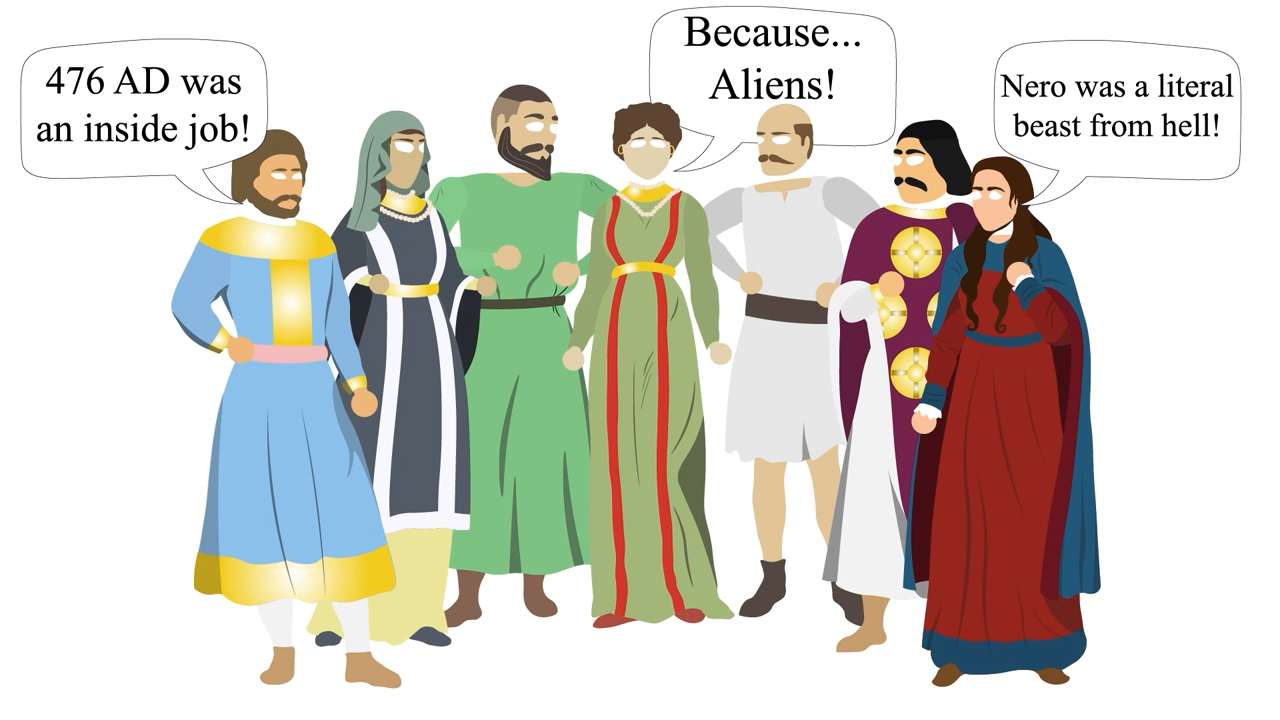 476 AD was
an inside job!
Because...
Aliens!
Nero was a literal
beast from hell!